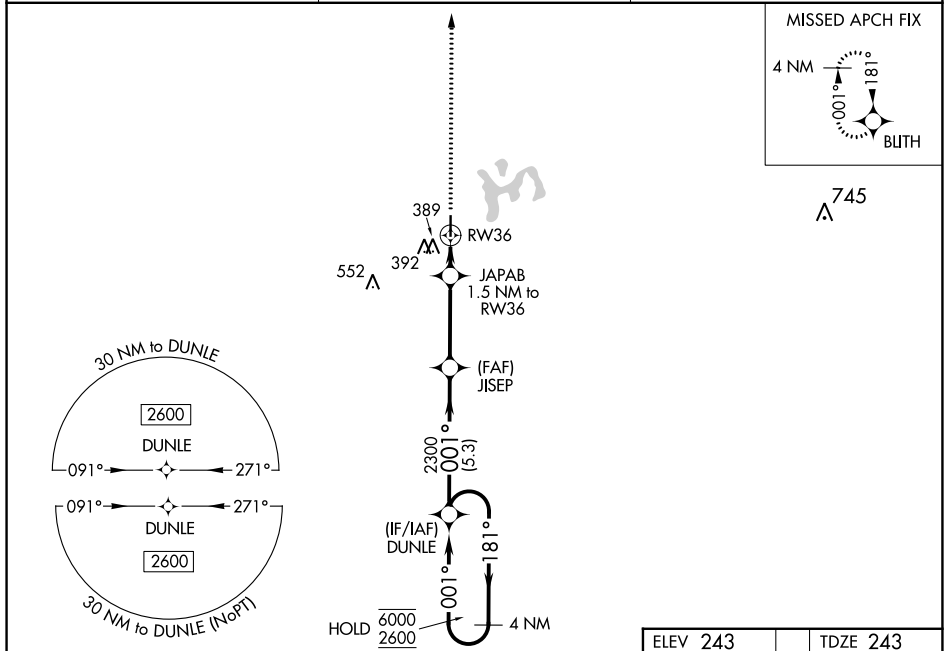 MISSED APCH FIX
4 NM
001°
181°
BLITH
745
389
RW36
392
552
JAPAB
1.5 NM to
RW36
(FAF)
JISEP
2300
001°
(5.3)
(IF/IAF)
DUNLE
181°
001°
HOLD
6000
2600
4 NM
30 NM to DUNLE
2600
DUNLE
091°
271°
091°
271°
DUNLE
2600
30 NM to DUNLE (NoPT)
ELEV 243
TDZE 243